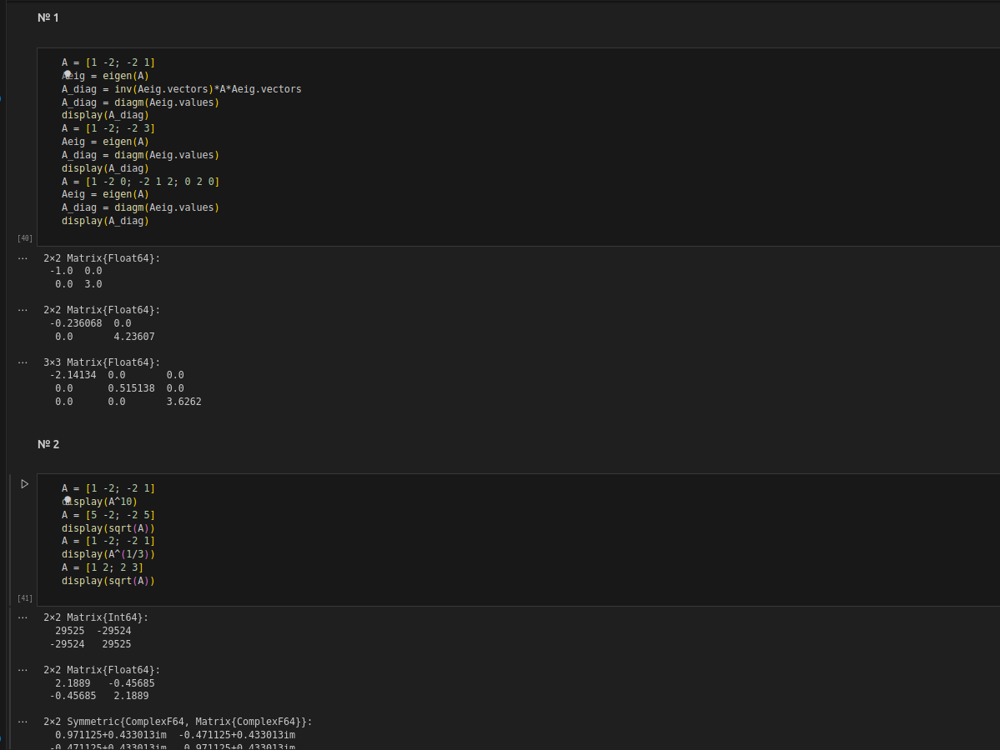 № 1
A = [1 -2; -2 1]
Aeig = eigen(A)
A_diag = inv(Aeig.vectors)*A*Aeig.vectors
A_diag = diagm(Aeig.values)
display(A_diag)
A = [1 -2; -2 3]
Aeig = eigen(A)
A_diag = diagm(Aeig.values)
display(A_diag)
A = [1 -2 0; -2 1 2; 0 2 0]
Aeig = eigen(A)
A_diag = diagm(Aeig.values)
display(A_diag)
[40]
... 2×2 Matrix{Float64}:
-1.0 0.0
0.0 3.0
... 2×2 Matrix{Float64}:
-0.236068 0.0
0.0 4.23607
... 3×3 Matrix{Float64}:
-2.14134 0.0 0.0
0.0 0.515138 0.0
0.0 0.0 3.6262
№ 2
A = [1 -2; -2 1]
display(A^10)
A = [5 -2; -2 5]
display(sqrt(A))
A = [1 -2; -2 1]
display(A^(1/3))
A = [1 2; 2 3]
display(sqrt(A))
[41]
... 2×2 Matrix{Int64}:
29525 -29524
-29524 29525
... 2×2 Matrix{Float64}:
2.1889 -0.45685
-0.45685 2.1889
... 2×2 Symmetric{ComplexF64, Matrix{ComplexF64}}:
0.971125+0.433013im -0.471125+0.433013im
-0.471125+0.433013im 0.971125+0.433013im